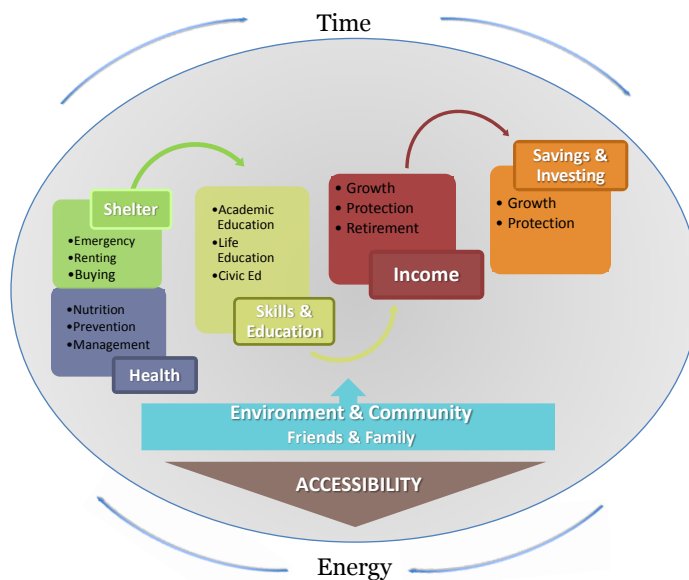 Time
Shelter
•Emergency
•Renting
•Buying
•Nutrition
•Prevention
•Management
Health
•Academic
Education
•Life
Education
•Civic Ed
Skills &
Education
• Growth
• Protection
• Retirement
Income
Savings &
Investing
• Growth
• Protection
Environment & Community
Friends & Family
ACCESSIBILITY
Energy